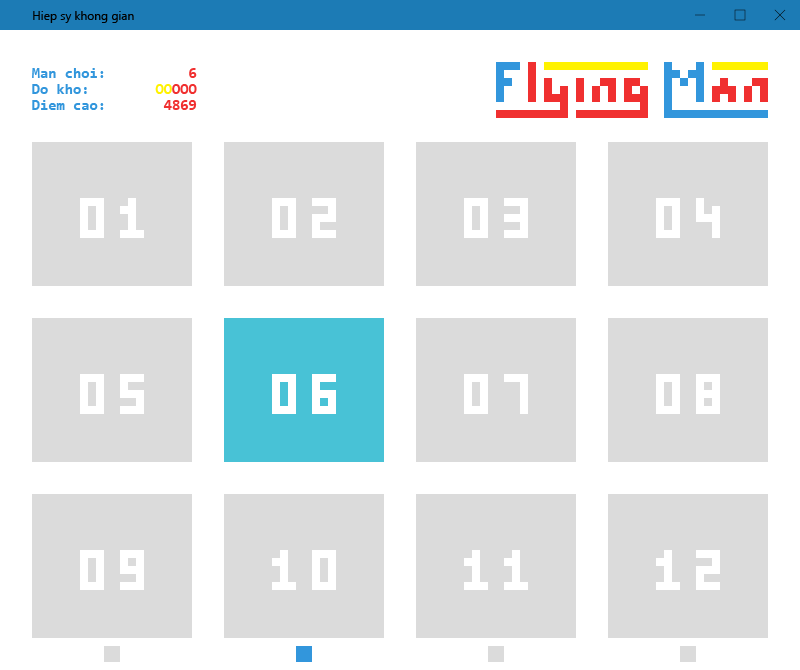 Hiep sy khong gian
Man choi: 6
Do kho: 00000
Diem cao: 4869
Flying Man
01 02 03 04
05 06 07 08
09 10 11 12